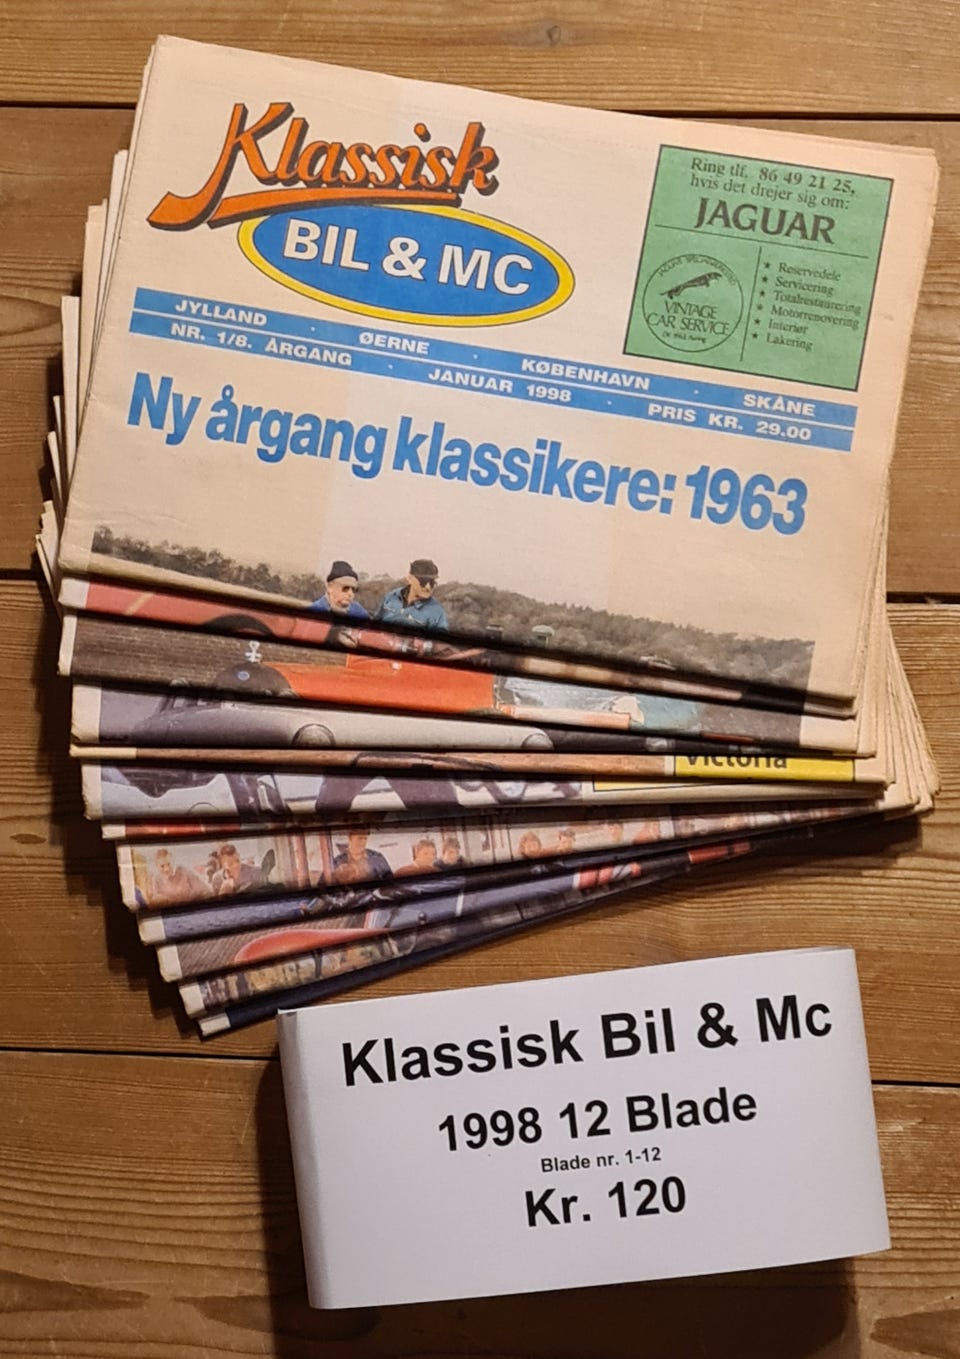 Klassisk
BIL & MC
Ring tlf. 86 49 21 25,
hvis det drejer sig om:
JAGUAR
VINTAGE
CAR SERVICE
★ Reservedele
★ Servicering
★ Totalrestaurering
★ Motorrenovering
★ Interiør
★ Lakering
JYLLAND · ØERNE · KØBENHAVN · SKÅNE
NR. 1/8. ÅRGANG · JANUAR 1998 · PRIS KR. 29.00
Ny årgang klassikere: 1963
Victoria
Klassisk Bil & Mc
1998 12 Blade
Blade nr. 1-12
Kr. 120